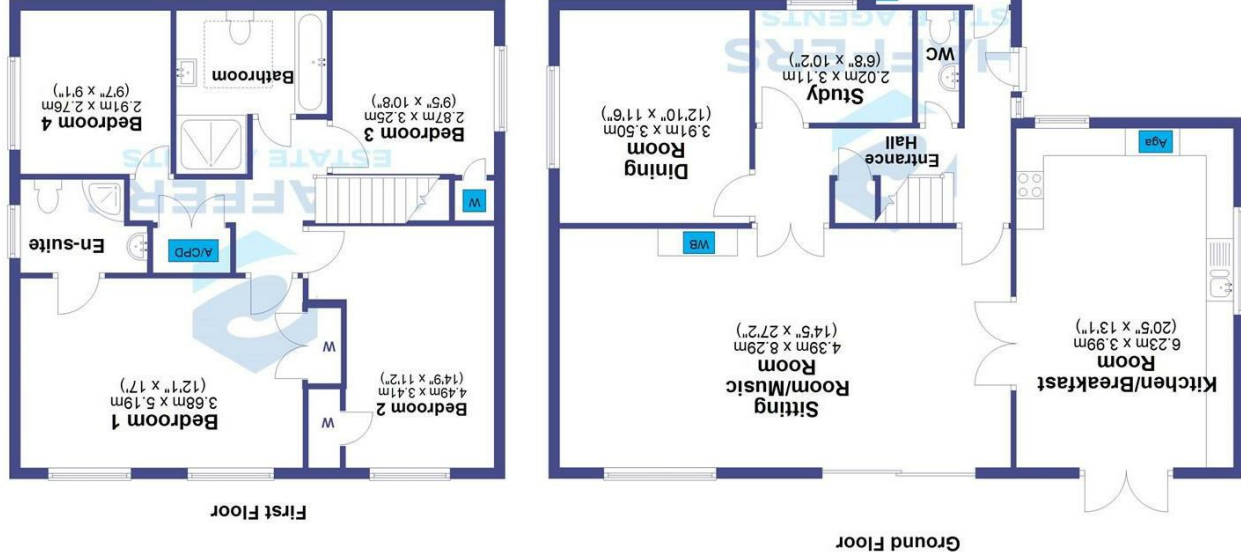 Ground Floor
Kitchen/Breakfast
Room
6.23m x 3.99m
(20'5" x 13'1")
Aga
Sitting
Room/Music
Room
4.39m x 8.29m
(14'5" x 27'2")
WB
Entrance
Hall
WC
Study
2.02m x 3.11m
(6'8" x 10'2")
Dining
Room
3.91m x 3.50m
(12'10" x 11'6")
HAFFERS
STATE AGENTS
First Floor
Bedroom 2
4.49m x 3.41m
(14'9" x 11'2")
W
W
Bedroom 1
3.68m x 5.19m
(12'1" x 17')
A/CPD
En-suite
W
Bedroom 3
2.87m x 3.25m
(9'5" x 10'8")
Bathroom
Bedroom 4
2.91m x 2.76m
(9'7" x 9'1")
AFFERS